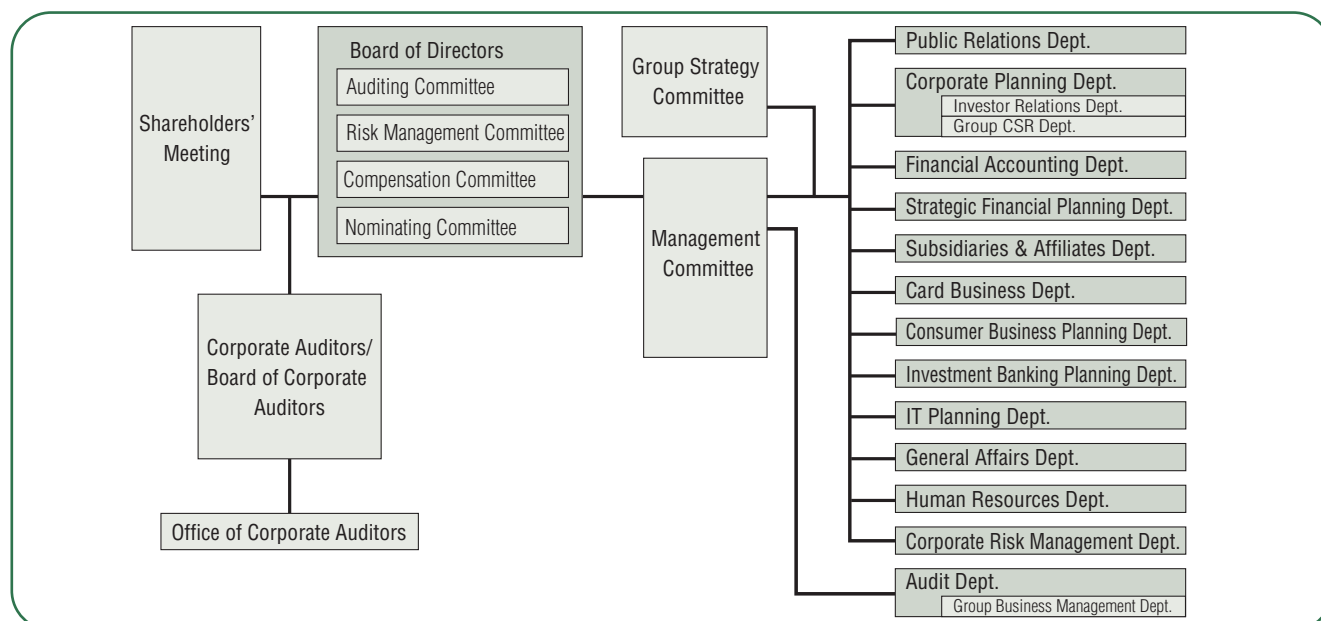 Shareholders'
Meeting
Board of Directors
Auditing Committee
Risk Management Committee
Compensation Committee
Nominating Committee
Corporate Auditors/
Board of Corporate
Auditors
Office of Corporate Auditors
Group Strategy
Committee
Management
Committee
Public Relations Dept.
Corporate Planning Dept.
Investor Relations Dept.
Group CSR Dept.
Financial Accounting Dept.
Strategic Financial Planning Dept.
Subsidiaries & Affiliates Dept.
Card Business Dept.
Consumer Business Planning Dept.
Investment Banking Planning Dept.
IT Planning Dept.
General Affairs Dept.
Human Resources Dept.
Corporate Risk Management Dept.
Audit Dept.
Group Business Management Dept.